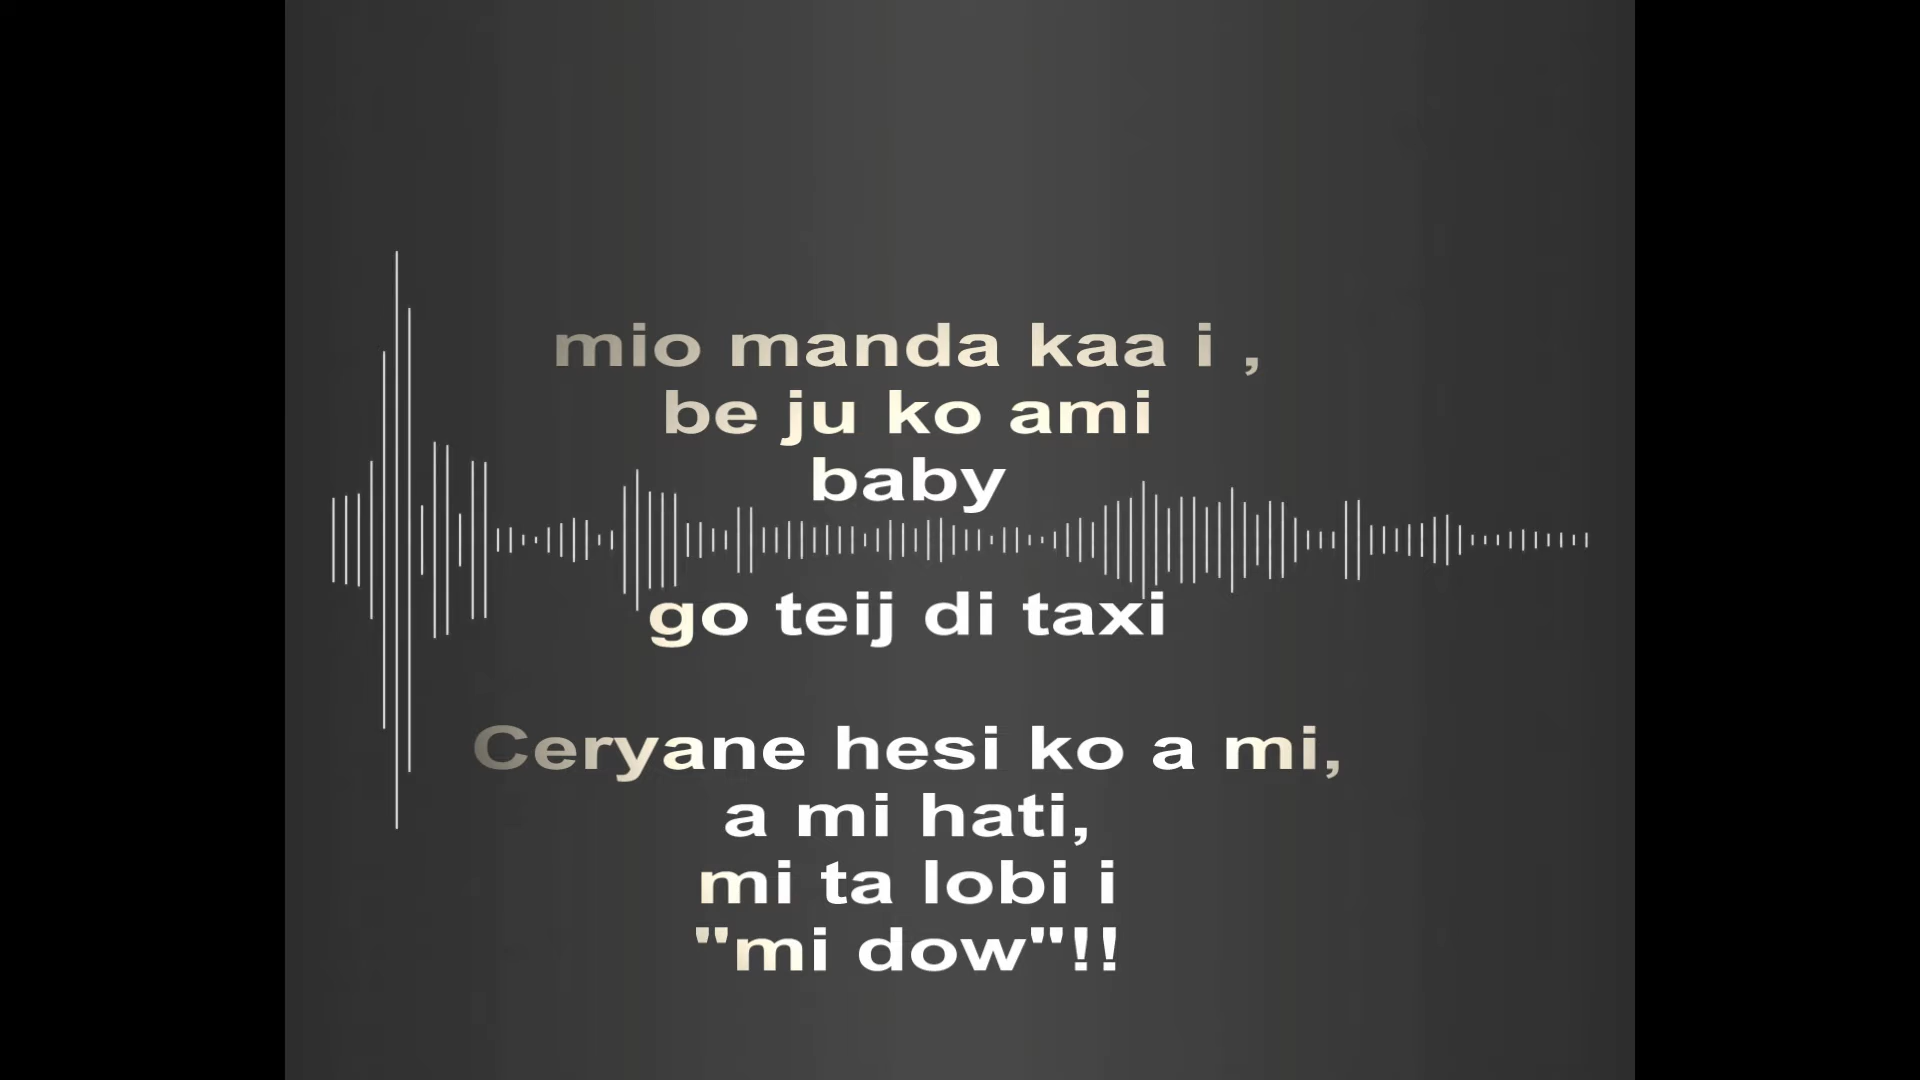 mio manda kaa i ,
be ju ko ami
baby
go teij di taxi
Ceryane hesi ko a mi,
a mi hati,
mi ta lobi i
"mi dow"!!